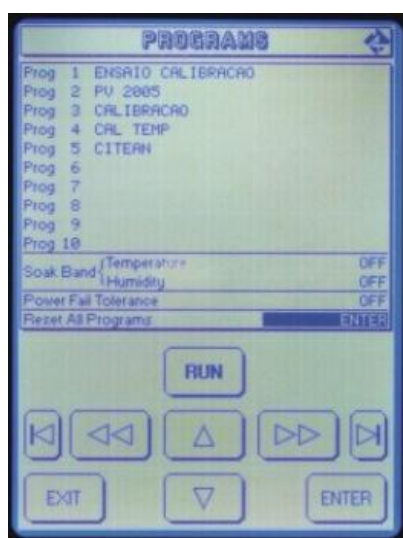 PROGRAMS
Prog 1 ENSAIO CALIBRACAO
Prog 2 PV 2005
Prog 3 CALIBRACAO
Prog 4 CAL TEMP
Prog 5 CITEAN
Prog 6
Prog 7
Prog 8
Prog 9
Prog 10
Soak Band { Temperature OFF
Humidity OFF
Power Fail Tolerance OFF
Reset All Programs ENTER
RUN
EXIT
ENTER